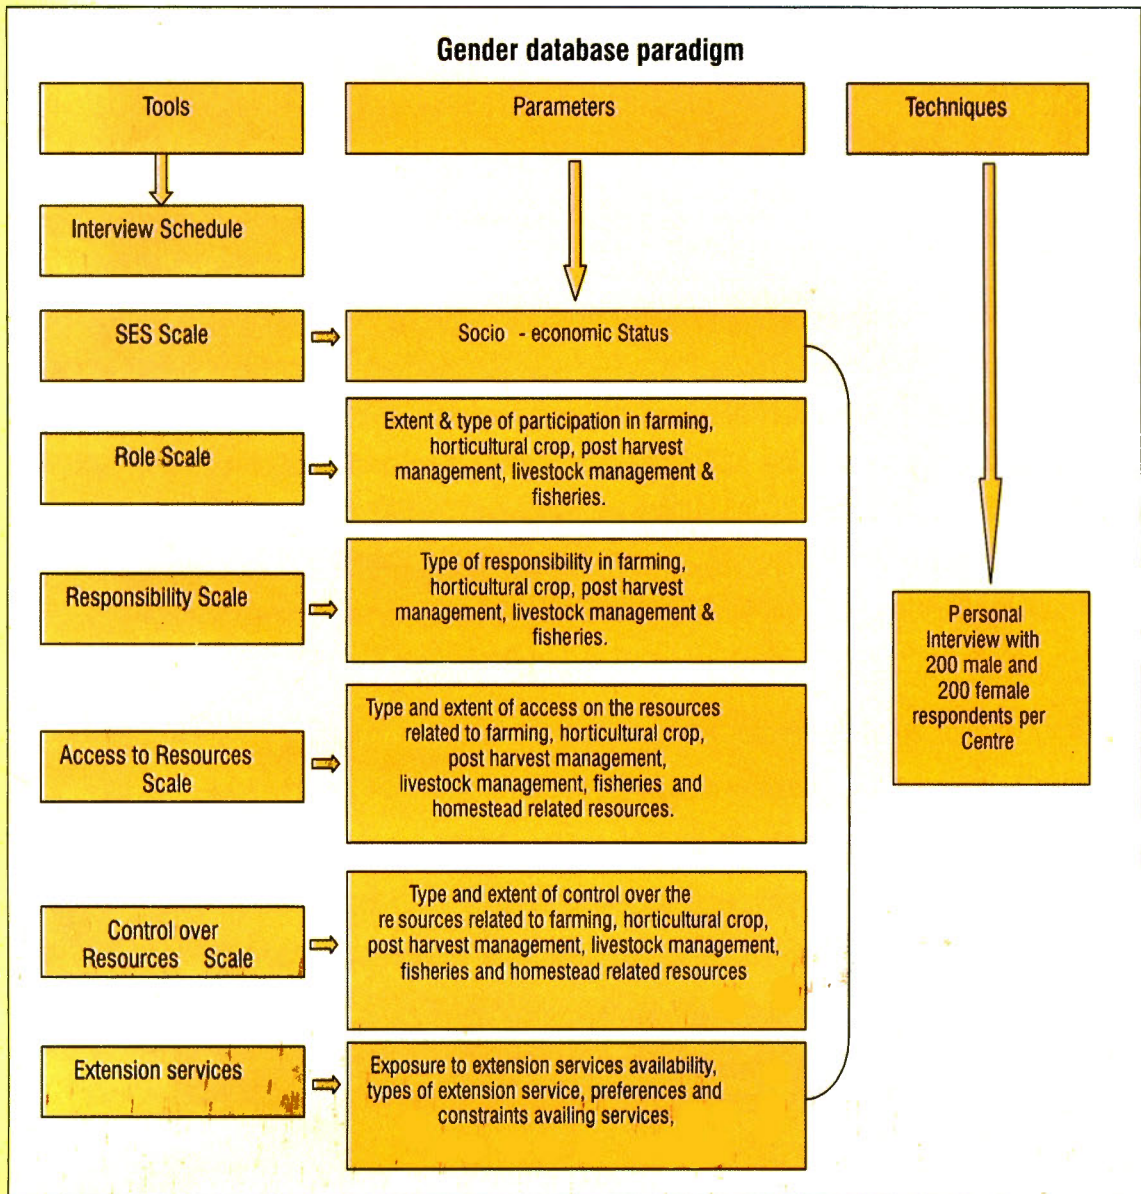 Gender database paradigm
Tools
Parameters
Techniques
Interview Schedule
SES Scale
Socio - economic Status
Role Scale
Extent & type of participation in farming,
horticultural crop, post harvest
management, livestock management &
fisheries.
Responsibility Scale
Type of responsibility in farming,
horticultural crop, post harvest
management, livestock management &
fisheries.
Personal
Interview with
200 male and
200 female
respondents per
Centre
Access to Resources
Scale
Type and extent of access on the resources
related to farming, horticultural crop,
post harvest management,
livestock management, fisheries and
homestead related resources.
Control over
Resources Scale
Type and extent of control over the
resources related to farming, horticultural crop,
post harvest management, livestock management,
fisheries and homestead related resources
Extension services
Exposure to extension services availability,
types of extension service, preferences and
constraints availing services,